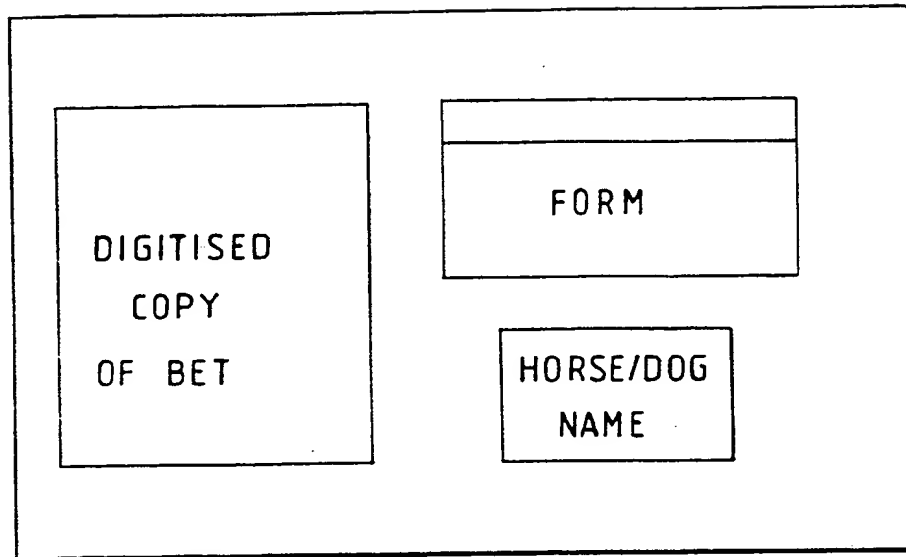 DIGITISED
COPY
OF BET
FORM
HORSE/DOG
NAME